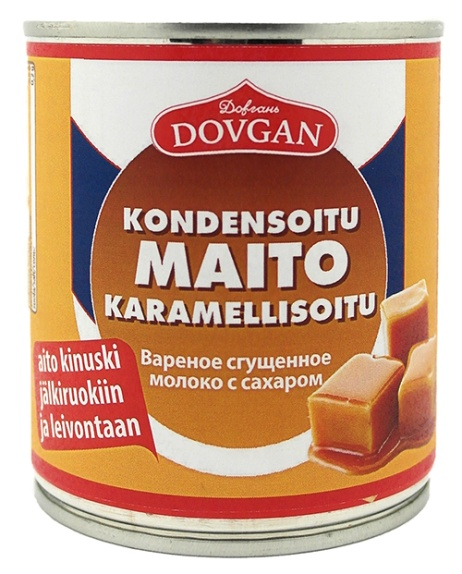 Довгань
DOVGAN
KONDENSOITU
MAITO
KARAMELLISOITU
Вареное сгущенное
молоко с сахаром
aito kinuski
jälkiruokiin
ja leivontaan